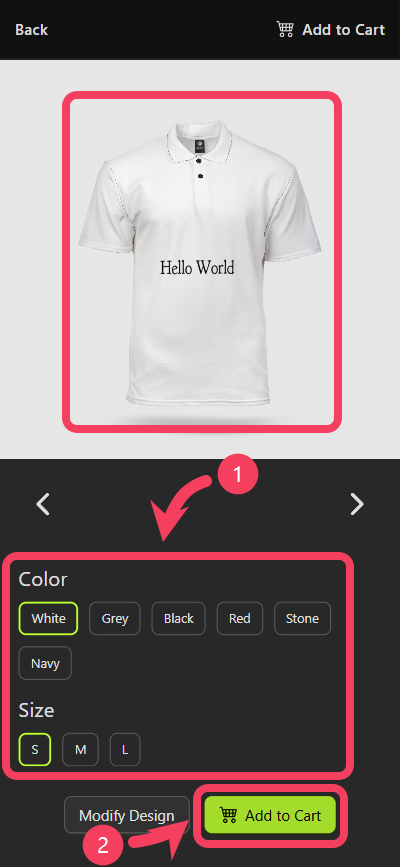 Back
Add to Cart
Hello World
1
Color
White Grey Black Red Stone
Navy
Size
S M L
Modify Design Add to Cart
2